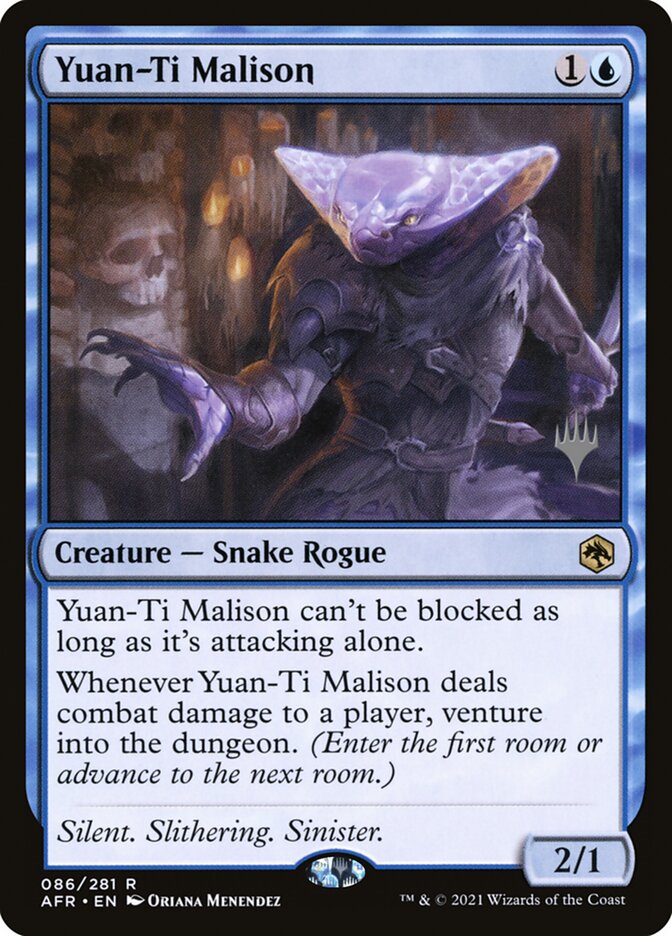 Yuan-Ti Malison 1
Creature — Snake Rogue
Yuan-Ti Malison can't be blocked as
long as it's attacking alone.
Whenever Yuan-Ti Malison deals
combat damage to a player, venture
into the dungeon. (Enter the first room or
advance to the next room.)
Silent. Slithering. Sinister.
2/1
086/281 R
AFR • EN Oriana Menendez
™ & © 2021 Wizards of the Coast